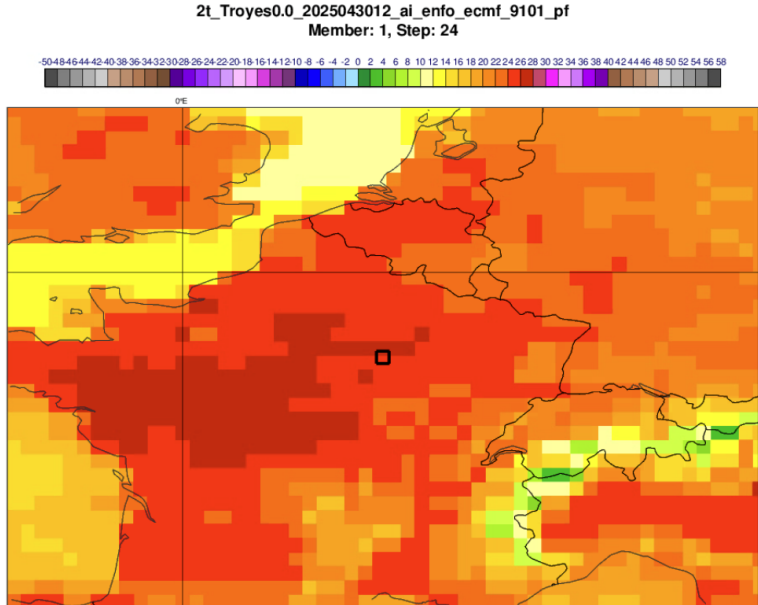 2t_Troyes0.0_2025043012_ai_enfo_ecmf_9101_pf
Member: 1, Step: 24
-50-48-46-44-42-40-38-36-34-32-30-28-26-24-22-20-18-16-14-12-10 -8 -6 -4 -2 0 2 4 6 8 10 12 14 16 18 20 22 24 26 28 30 32 34 36 38 40 42 44 46 48 50 52 54 56 58
0°E